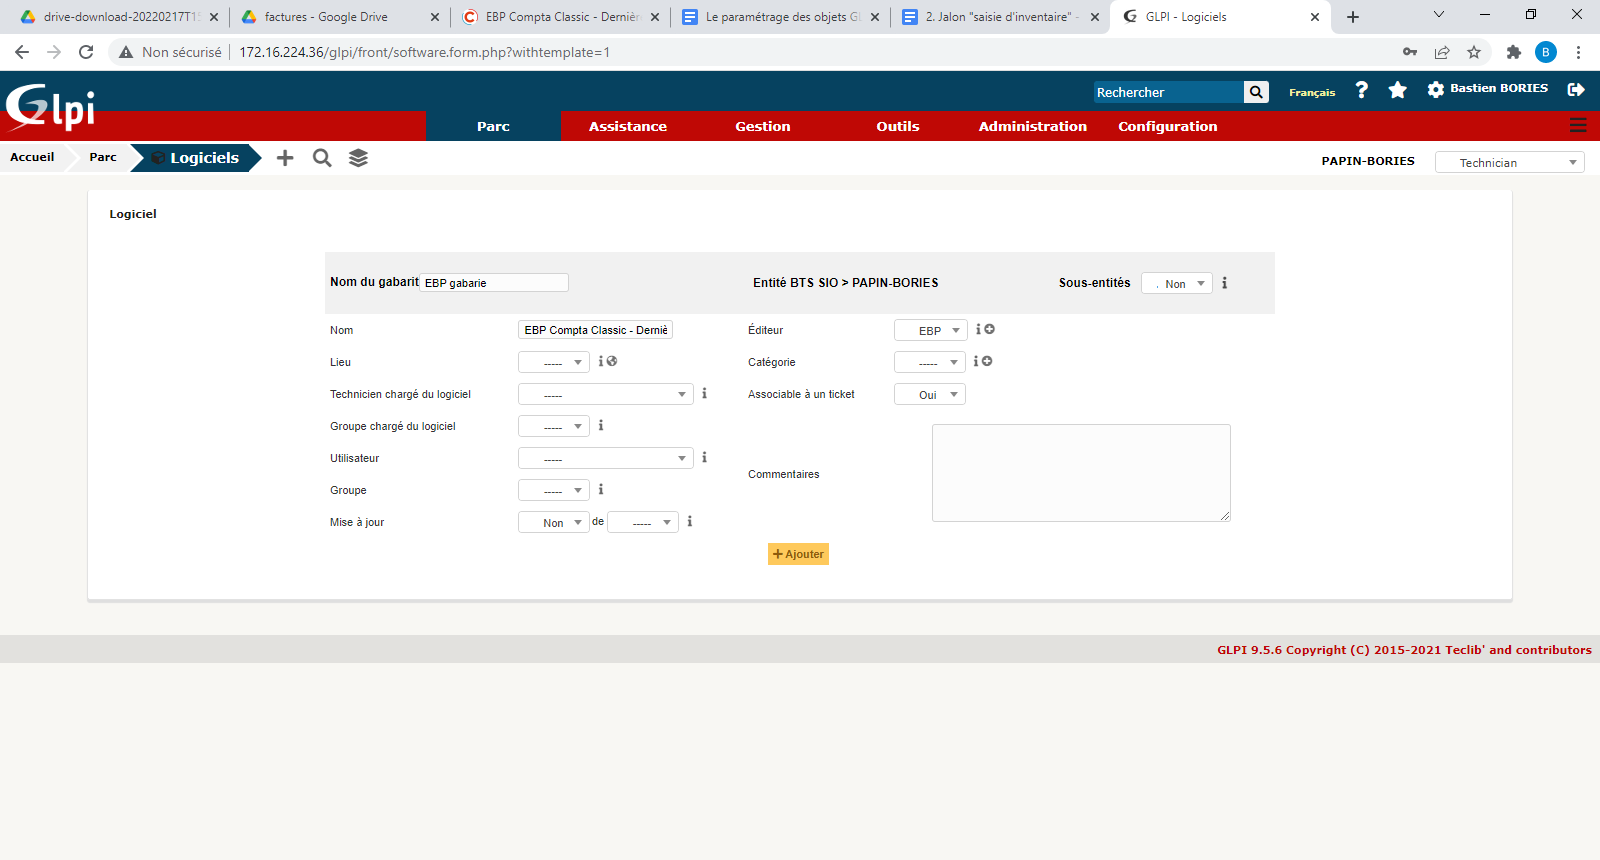 drive-download-20220217T15
factures - Google Drive
EBP Compta Classic - Dernièr
Le paramétrage des objets GL
2. Jalon "saisie d'inventaire" -
GLPI - Logiciels
Non sécurisé
172.16.224.36/glpi/front/software.form.php?withtemplate=1
B
Glpi
Rechercher
Français
?
Bastien BORIES
Parc
Assistance
Gestion
Outils
Administration
Configuration
Accueil
Parc
Logiciels
PAPIN-BORIES
Technician
Logiciel
Nom du gabarit
EBP gabarie
Entité BTS SIO > PAPIN-BORIES
Sous-entités
. Non
Nom
EBP Compta Classic - Derniè
Éditeur
EBP
Lieu
-----
Catégorie
-----
Technicien chargé du logiciel
-----
Associable à un ticket
Oui
Groupe chargé du logiciel
-----
Utilisateur
-----
Commentaires
Groupe
-----
Mise à jour
Non
de
-----
+ Ajouter
GLPI 9.5.6 Copyright (C) 2015-2021 Teclib' and contributors